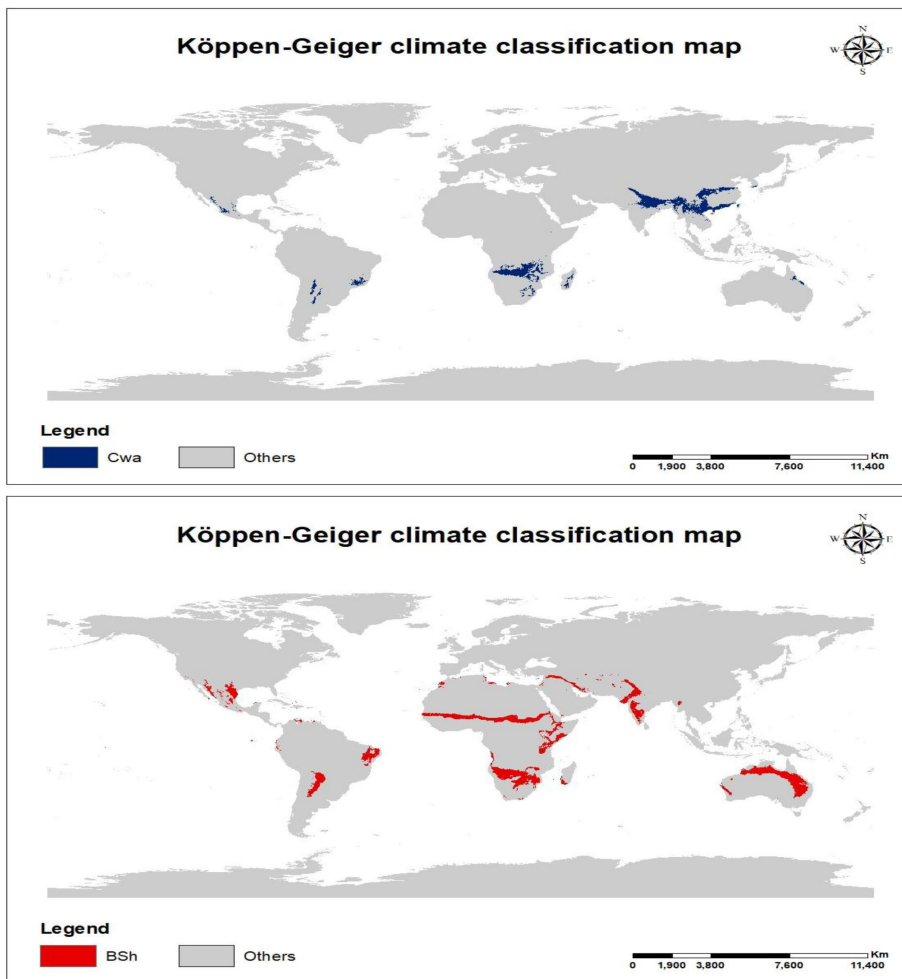 Köppen-Geiger climate classification map
N
W E
S
Legend
Cwa Others
Km
0 1,900 3,800 7,600 11,400
Köppen-Geiger climate classification map
N
W E
S
Legend
BSh Others
Km
0 1,900 3,800 7,600 11,400